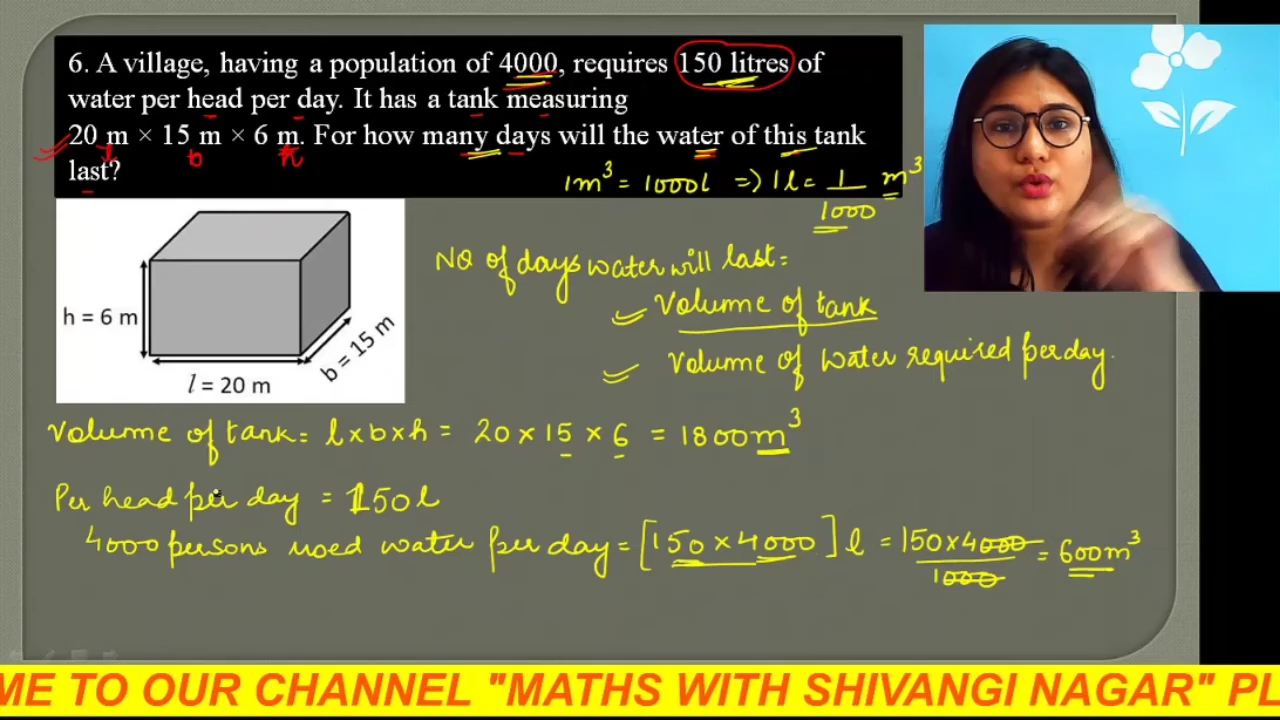 6. A village, having a population of 4000, requires 150 litres of
water per head per day. It has a tank measuring
20 m × 15 m × 6 m. For how many days will the water of this tank
last?
l b h
1m³ = 1000l => 1l = 1/1000 m³
h = 6 m
l = 20 m
b = 15 m
No of days water will last =
Volume of tank
Volume of water required per day.
Volume of tank = l×b×h = 20 × 15 × 6 = 1800m³
Per head per day = 150l
4000 persons used water per day = [150 × 4000] l = 150×4000/1000 = 600m³
ME TO OUR CHANNEL "MATHS WITH SHIVANGI NAGAR" PL